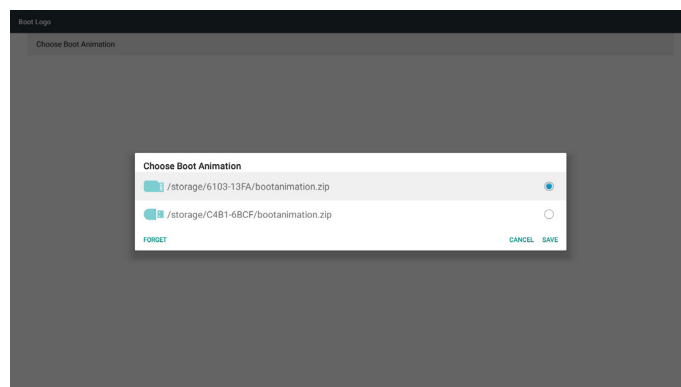 Boot Logo
Choose Boot Animation
Choose Boot Animation
/storage/6103-13FA/bootanimation.zip
/storage/C4B1-6BCF/bootanimation.zip
FORGET CANCEL SAVE